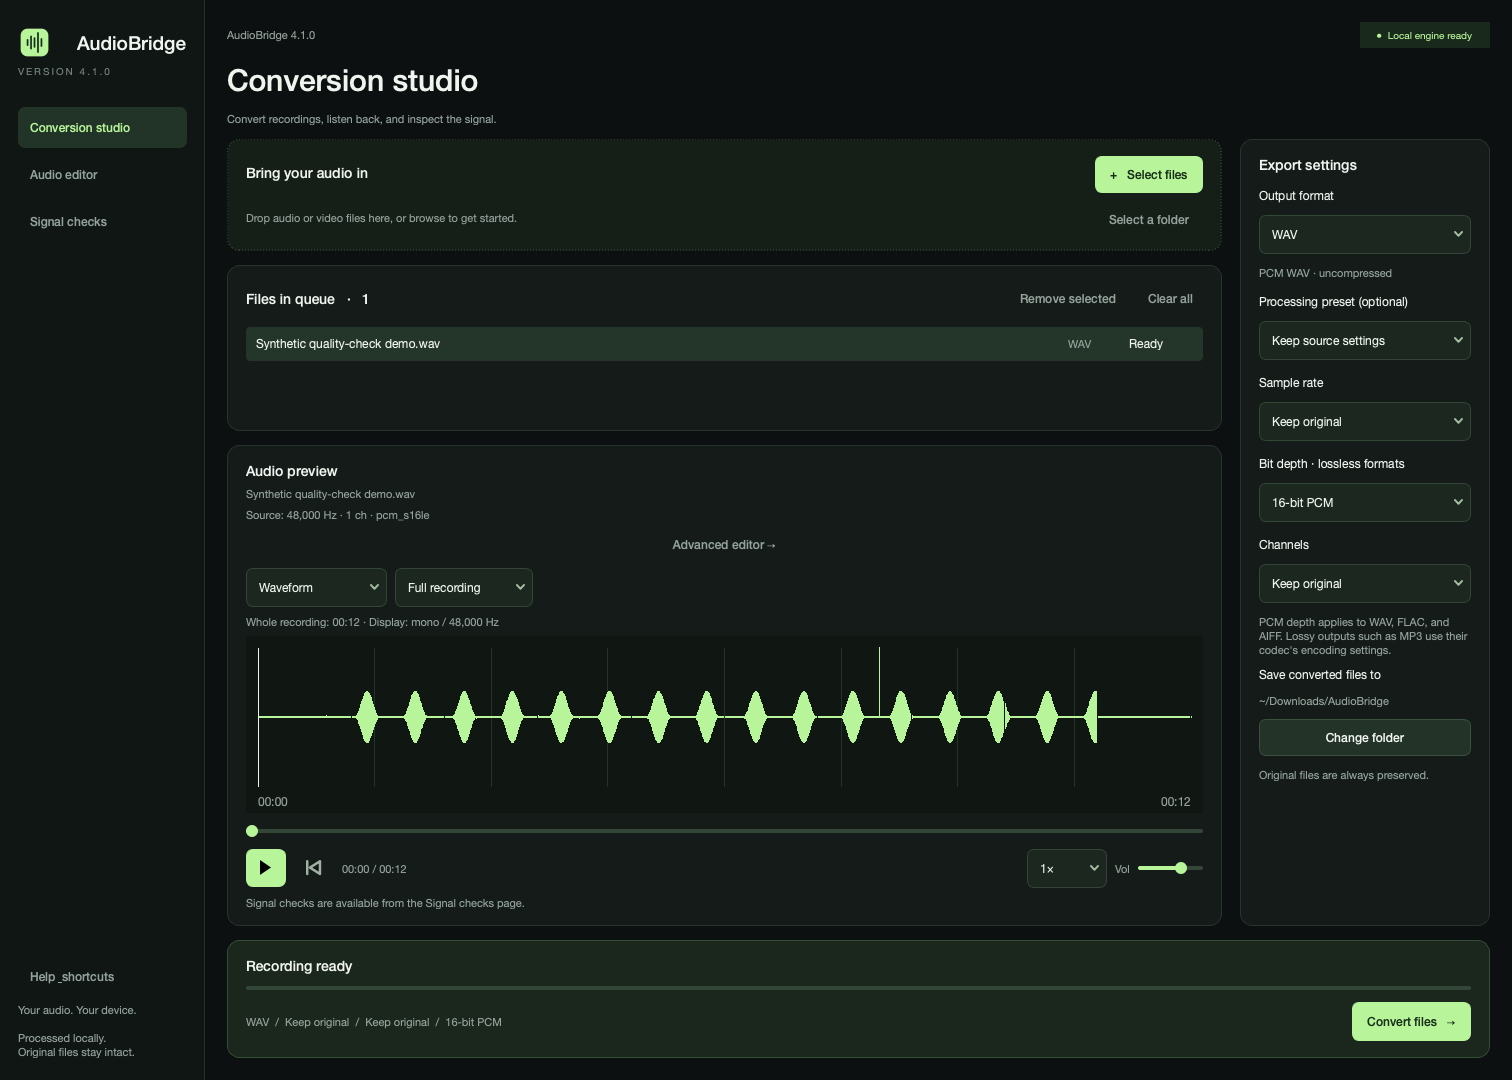 AudioBridge
VERSION 4.1.0
Conversion studio
Audio editor
Signal checks
Help _shortcuts
Your audio. Your device.
Processed locally.
Original files stay intact.
AudioBridge 4.1.0
Local engine ready
Conversion studio
Convert recordings, listen back, and inspect the signal.
Bring your audio in
+ Select files
Drop audio or video files here, or browse to get started.
Select a folder
Files in queue · 1
Remove selected
Clear all
Synthetic quality-check demo.wav
WAV
Ready
Audio preview
Synthetic quality-check demo.wav
Source: 48,000 Hz · 1 ch · pcm_s16le
Advanced editor→
Waveform
Full recording
Whole recording: 00:12 · Display: mono / 48,000 Hz
00:00
00:12
00:00 / 00:12
1×
Vol
Signal checks are available from the Signal checks page.
Export settings
Output format
WAV
PCM WAV · uncompressed
Processing preset (optional)
Keep source settings
Sample rate
Keep original
Bit depth · lossless formats
16-bit PCM
Channels
Keep original
PCM depth applies to WAV, FLAC, and
AIFF. Lossy outputs such as MP3 use their
codec's encoding settings.
Save converted files to
~/Downloads/AudioBridge
Change folder
Original files are always preserved.
Recording ready
WAV / Keep original / Keep original / 16-bit PCM
Convert files →